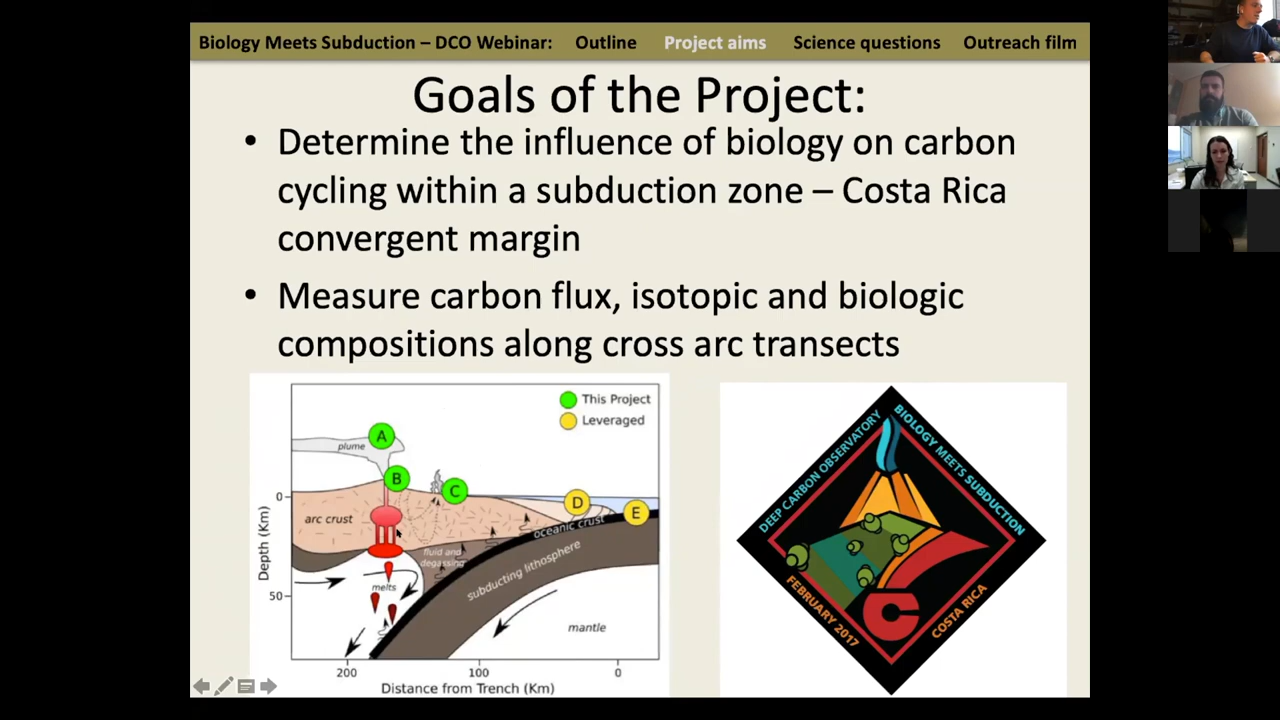 Biology Meets Subduction – DCO Webinar: Outline Project aims Science questions Outreach film
Goals of the Project:
• Determine the influence of biology on carbon
cycling within a subduction zone – Costa Rica
convergent margin
• Measure carbon flux, isotopic and biologic
compositions along cross arc transects
This Project
Leveraged
A
plume
B
C
D
E
0
arc crust
oceanic crust
fluid and
degassing
subducting lithosphere
melts
50
mantle
Depth (Km)
200 100 0
Distance from Trench (Km)
DEEP CARBON OBSERVATORY
BIOLOGY MEETS SUBDUCTION
FEBRUARY 2017
COSTA RICA
C